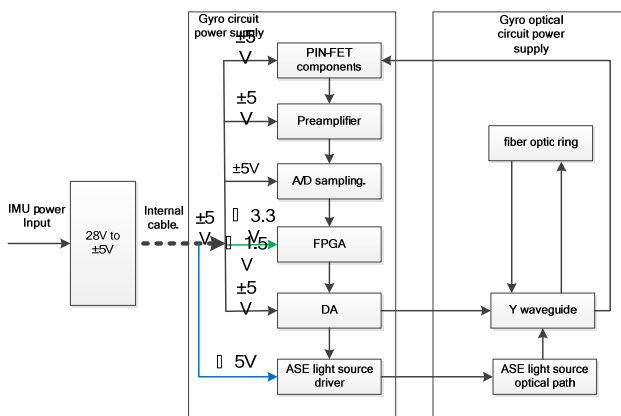 Gyro circuit
power supply
Gyro optical
circuit power
supply
±5
V
PIN-FET
components
±5
V
Preamplifier
fiber optic ring
±5V
A/D sampling.
IMU power
Input
28V to
±5V
Internal
cable.
±5
V
3.3
V
1.5
V
FPGA
±5
V
DA
Y waveguide
5V
ASE light source
driver
ASE light source
optical path